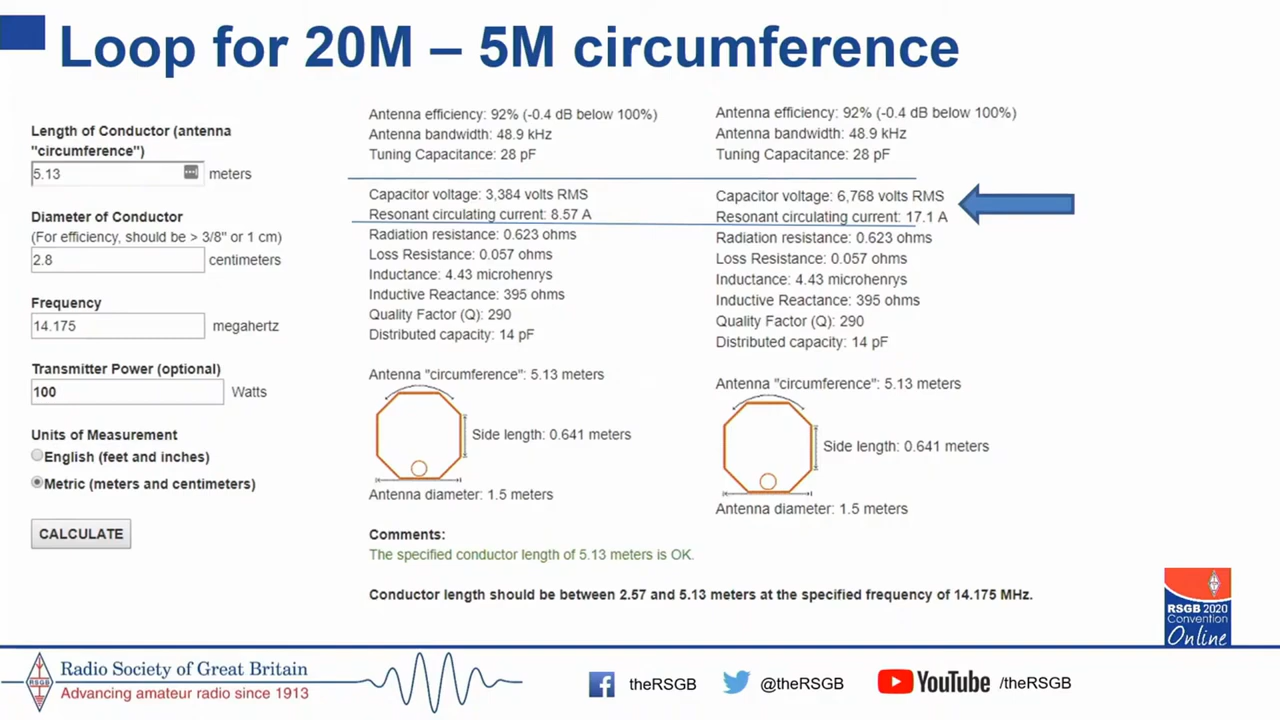 Loop for 20M – 5M circumference
Length of Conductor (antenna
"circumference")
5.13 meters
Diameter of Conductor
(For efficiency, should be > 3/8" or 1 cm)
2.8 centimeters
Frequency
14.175 megahertz
Transmitter Power (optional)
100 Watts
Units of Measurement
English (feet and inches)
Metric (meters and centimeters)
CALCULATE
Antenna efficiency: 92% (-0.4 dB below 100%)
Antenna bandwidth: 48.9 kHz
Tuning Capacitance: 28 pF
Capacitor voltage: 3,384 volts RMS
Resonant circulating current: 8.57 A
Radiation resistance: 0.623 ohms
Loss Resistance: 0.057 ohms
Inductance: 4.43 microhenrys
Inductive Reactance: 395 ohms
Quality Factor (Q): 290
Distributed capacity: 14 pF
Antenna "circumference": 5.13 meters
Side length: 0.641 meters
Antenna diameter: 1.5 meters
Comments:
The specified conductor length of 5.13 meters is OK.
Conductor length should be between 2.57 and 5.13 meters at the specified frequency of 14.175 MHz.
Antenna efficiency: 92% (-0.4 dB below 100%)
Antenna bandwidth: 48.9 kHz
Tuning Capacitance: 28 pF
Capacitor voltage: 6,768 volts RMS
Resonant circulating current: 17.1 A
Radiation resistance: 0.623 ohms
Loss Resistance: 0.057 ohms
Inductance: 4.43 microhenrys
Inductive Reactance: 395 ohms
Quality Factor (Q): 290
Distributed capacity: 14 pF
Antenna "circumference": 5.13 meters
Side length: 0.641 meters
Antenna diameter: 1.5 meters
RSGB 2020
Convention
Online
RSGB
Radio Society of Great Britain
Advancing amateur radio since 1913
theRSGB
@theRSGB
YouTube /theRSGB